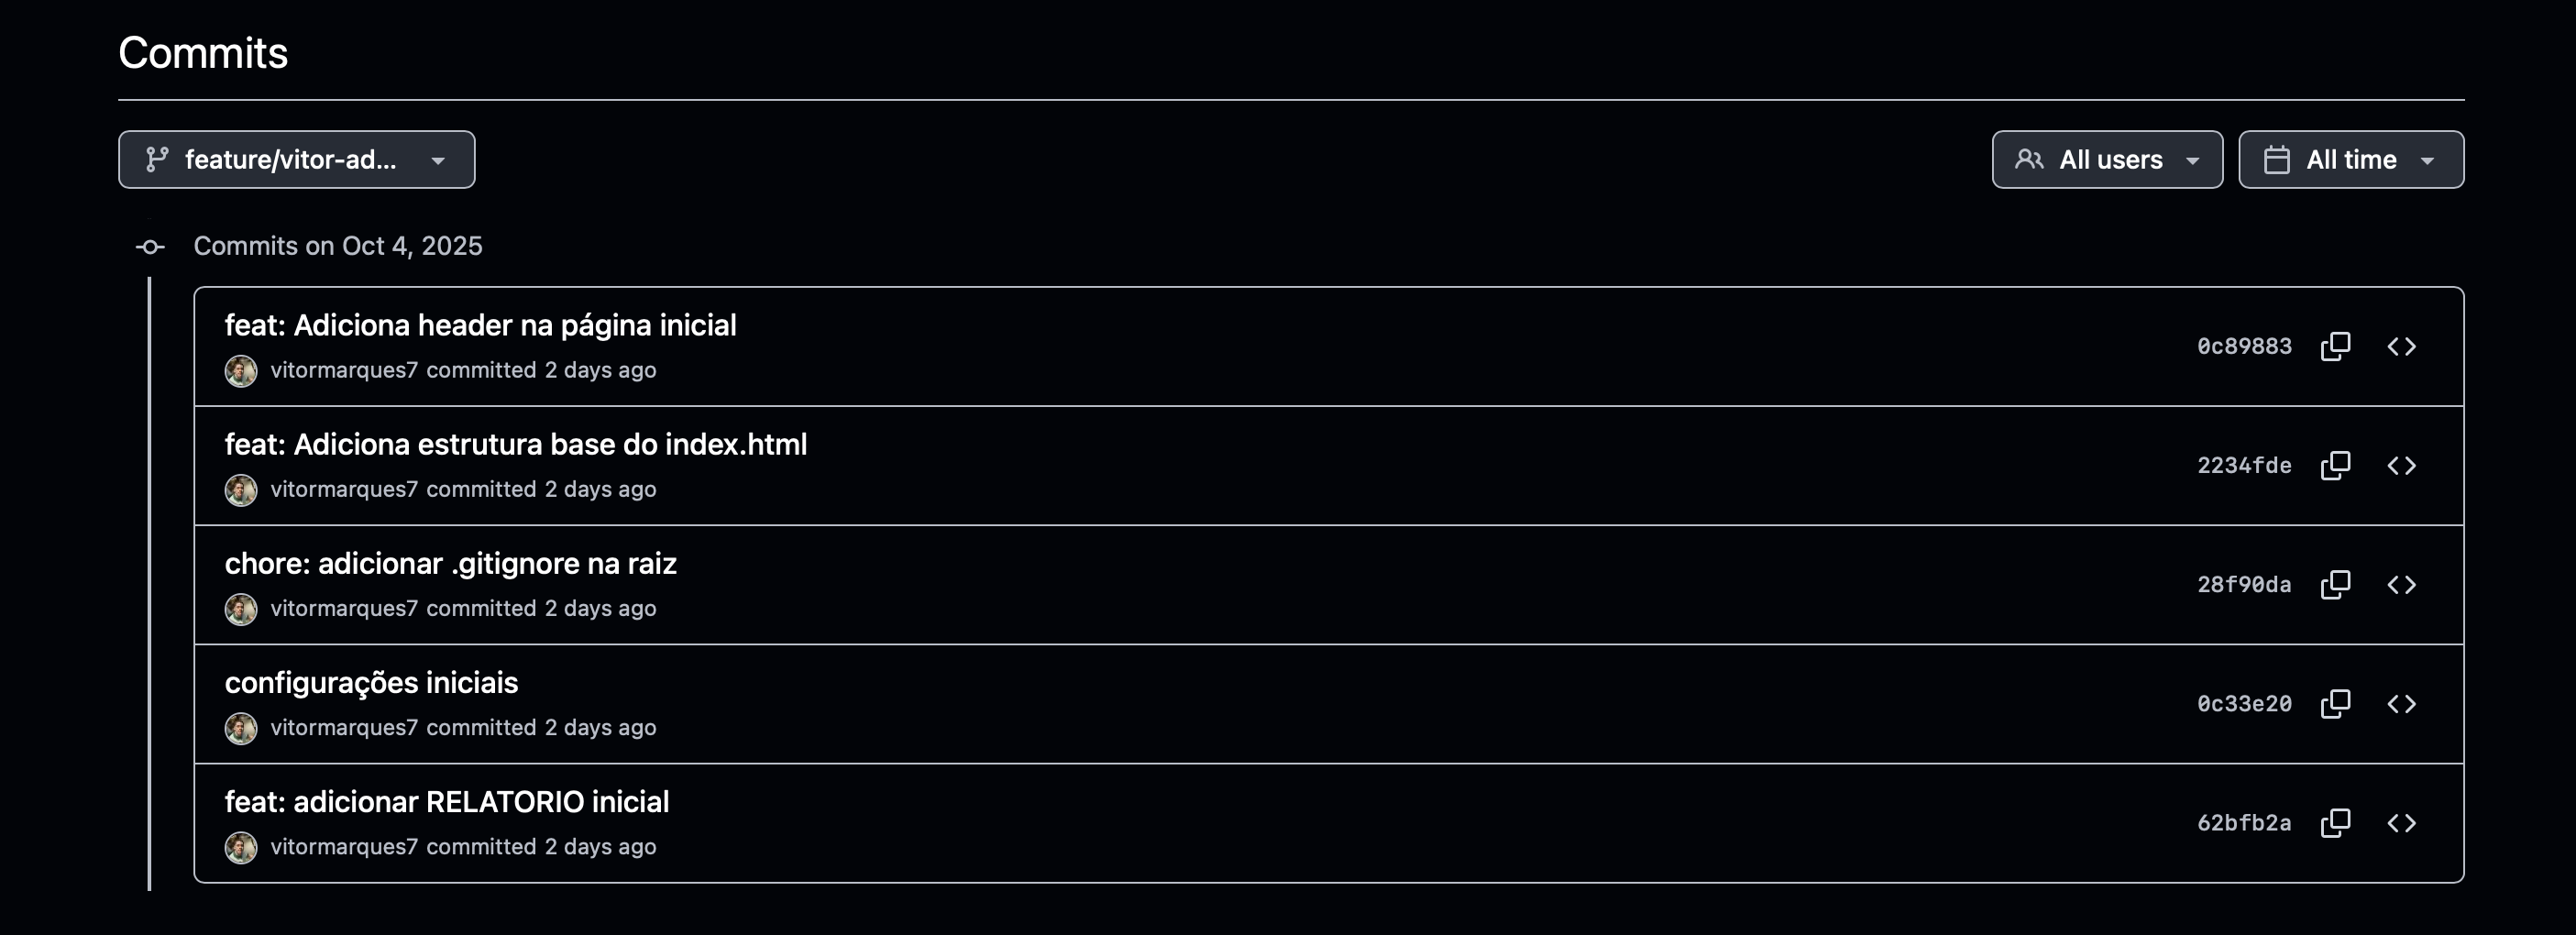 Commits
feature/vitor-ad...
All users
All time
Commits on Oct 4, 2025
feat: Adiciona header na página inicial
vitormarques7 committed 2 days ago
0c89883
feat: Adiciona estrutura base do index.html
vitormarques7 committed 2 days ago
2234fde
chore: adicionar .gitignore na raiz
vitormarques7 committed 2 days ago
28f90da
configurações iniciais
vitormarques7 committed 2 days ago
0c33e20
feat: adicionar RELATORIO inicial
vitormarques7 committed 2 days ago
62bfb2a